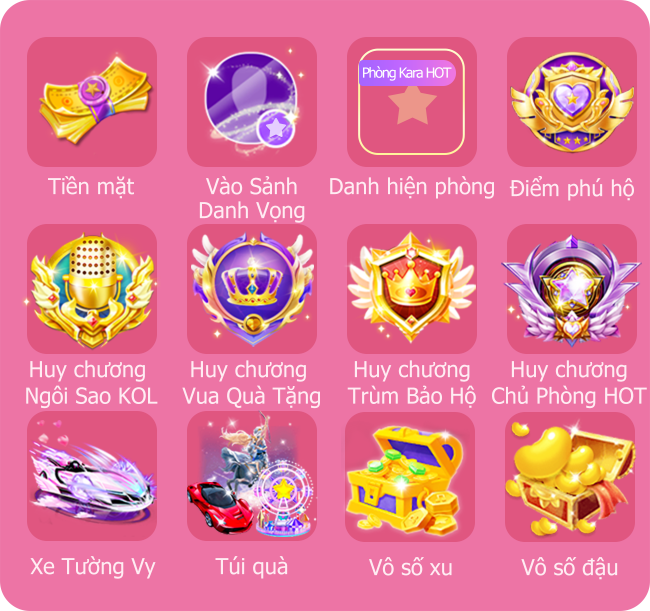 Phòng Kara HOT
Tiền mặt
Vào Sảnh
Danh Vọng
Danh hiện phòng
Điểm phú hộ
Huy chương
Ngôi Sao KOL
Huy chương
Vua Quà Tặng
Huy chương
Trùm Bảo Hộ
Huy chương
Chủ Phòng HOT
Xe Tường Vy
Túi quà
Vô số xu
Vô số đậu